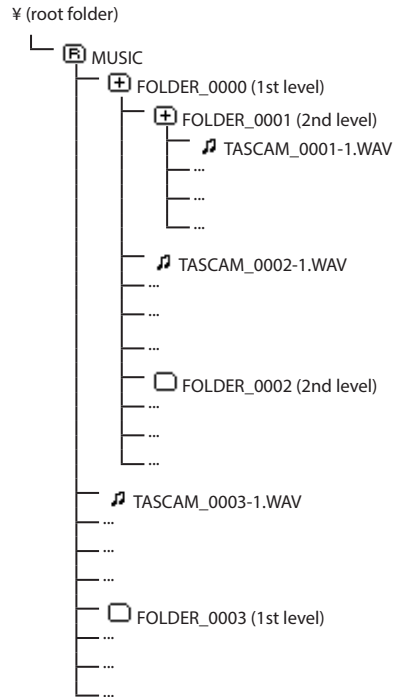 ¥ (root folder)
R MUSIC
+ FOLDER_0000 (1st level)
+ FOLDER_0001 (2nd level)
TASCAM_0001-1.WAV
...
...
...
TASCAM_0002-1.WAV
...
...
...
FOLDER_0002 (2nd level)
...
...
...
TASCAM_0003-1.WAV
...
...
...
FOLDER_0003 (1st level)
...
...
...